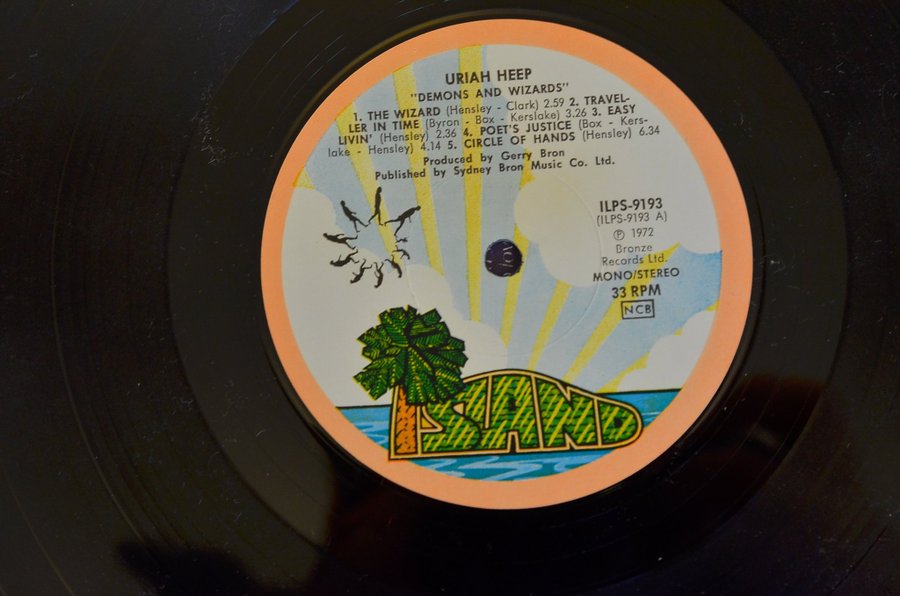 URIAH HEEP
"DEMONS AND WIZARDS"
1. THE WIZARD (Hensley - Clark) 2.59 2. TRAVEL-
LER IN TIME (Byron - Box - Kerslake) 3.26 3. EASY
LIVIN' (Hensley) 2.36 4. POET'S JUSTICE (Box - Kers-
lake - Hensley) 4.14 5. CIRCLE OF HANDS (Hensley) 6.34
Produced by Gerry Bron
Published by Sydney Bron Music Co. Ltd.
ILPS-9193
(ILPS-9193 A)
℗ 1972
Bronze
Records Ltd.
MONO/STEREO
33 RPM
NCB
ISLAND